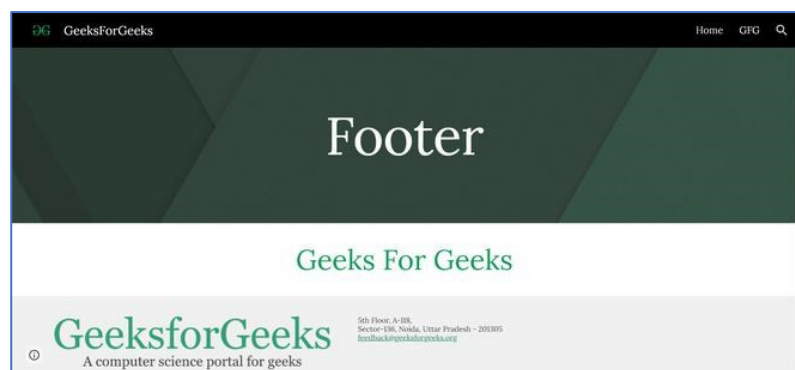 GeeksForGeeks
Home GFG
Footer
Geeks For Geeks
GeeksforGeeks
A computer science portal for geeks
5th Floor, A-118,
Sector-136, Noida, Uttar Pradesh - 201305
feedback@geeksforgeeks.org